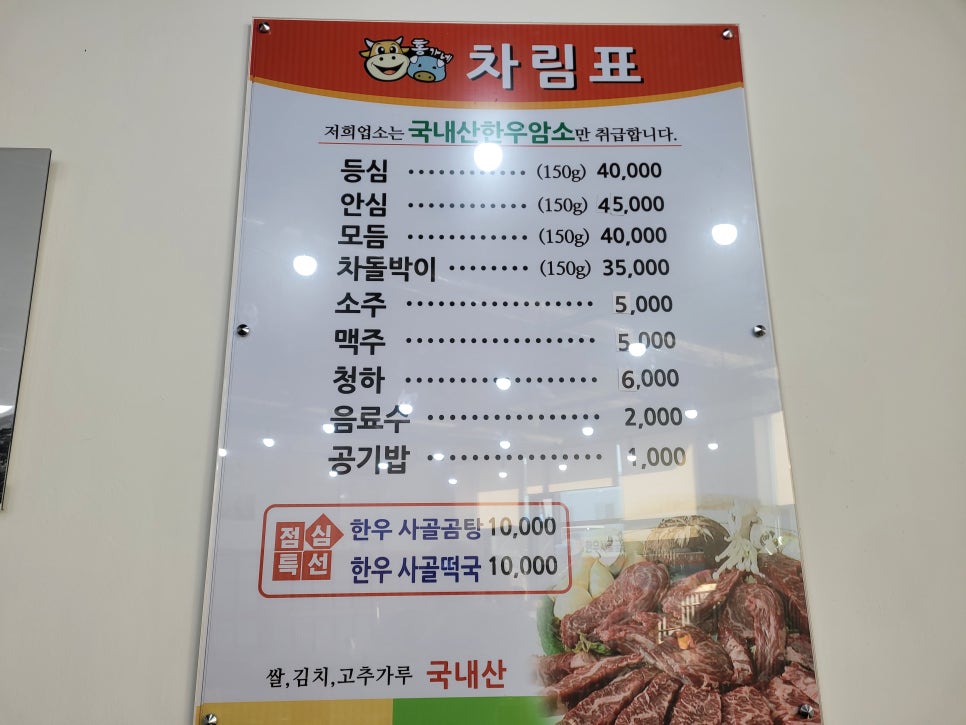 홍가네 차림표
저희업소는 국내산한우암소만 취급합니다.
등심 ············ (150g) 40,000
안심 ············ (150g) 45,000
모듬 ············ (150g) 40,000
차돌박이 ········ (150g) 35,000
소주 ·················· 5,000
맥주 ·················· 5,000
청하 ·················· 6,000
음료수 ················ 2,000
공기밥 ················ 1,000
점심특선
한우 사골곰탕 10,000
한우 사골떡국 10,000
쌀,김치,고추가루 국내산